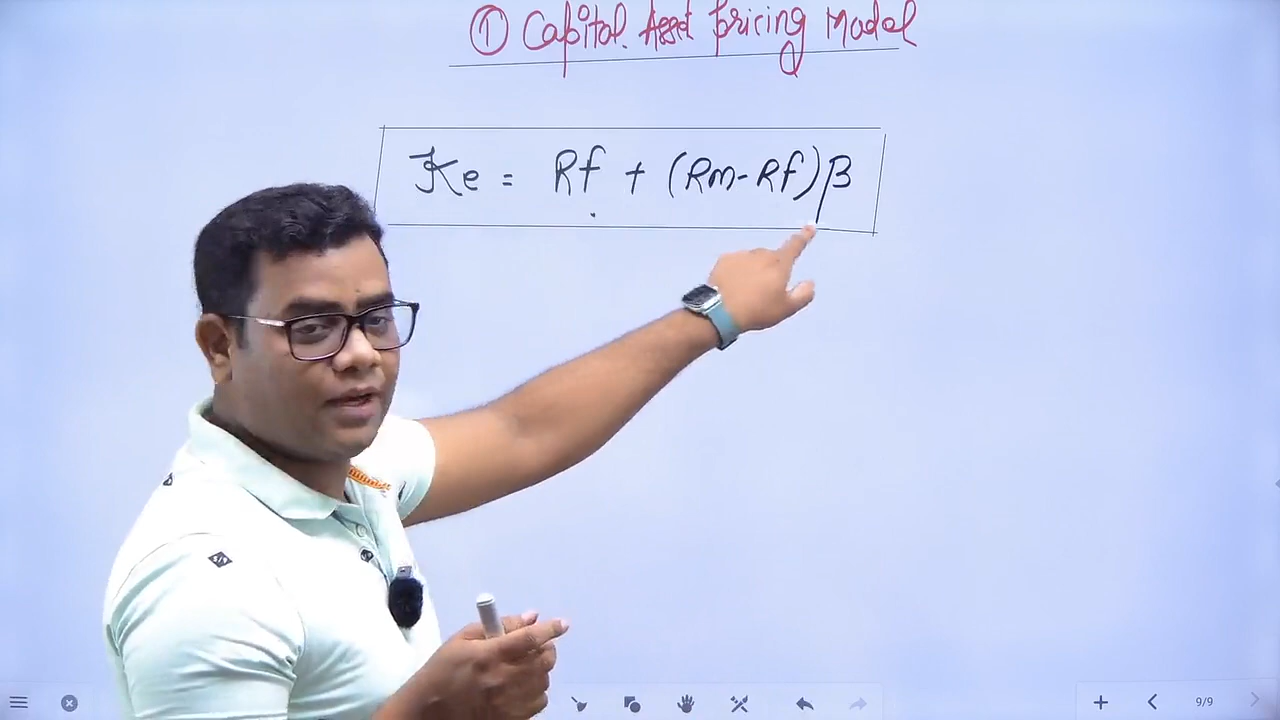 ① Capital Asset Pricing Model
Ke = Rf + (Rm-Rf)β
9/9